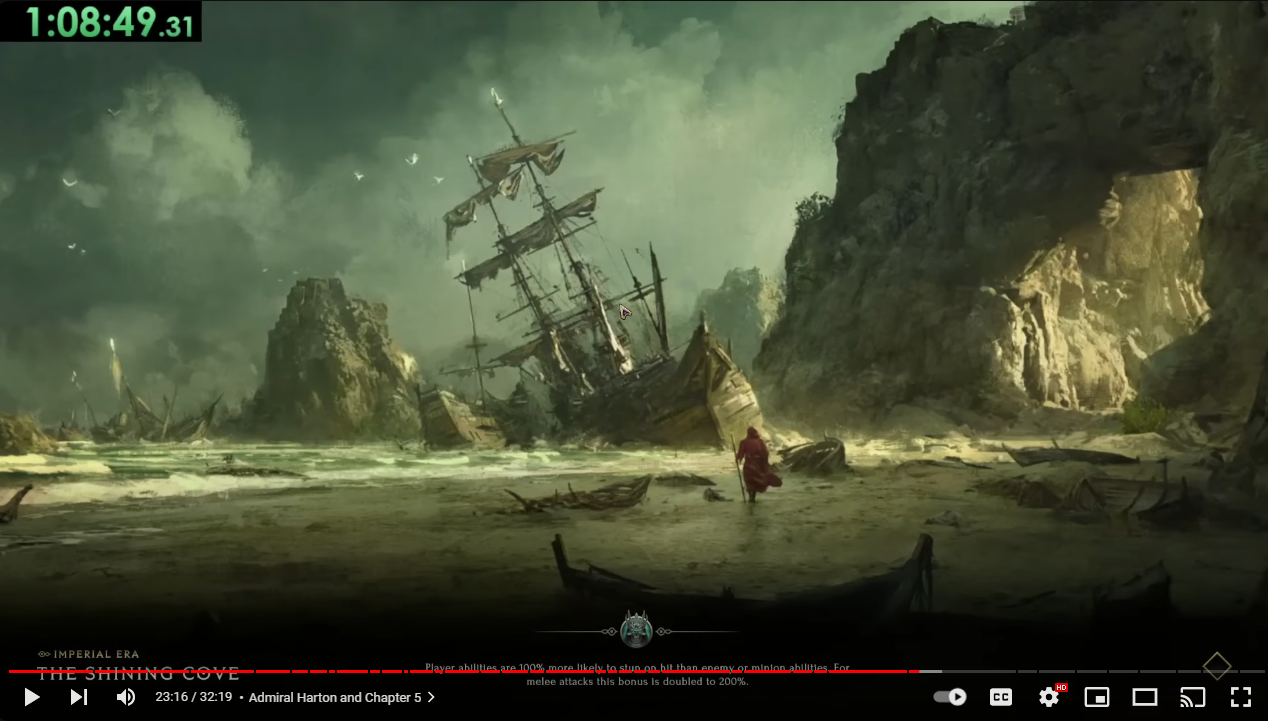 1:08:49.31
IMPERIAL ERA
THE SHINING COVE
Player abilities are 100% more likely to stun on hit than enemy or minion abilities. For
melee attacks this bonus is doubled to 200%.
23:16 / 32:19 • Admiral Harton and Chapter 5
CC
HD